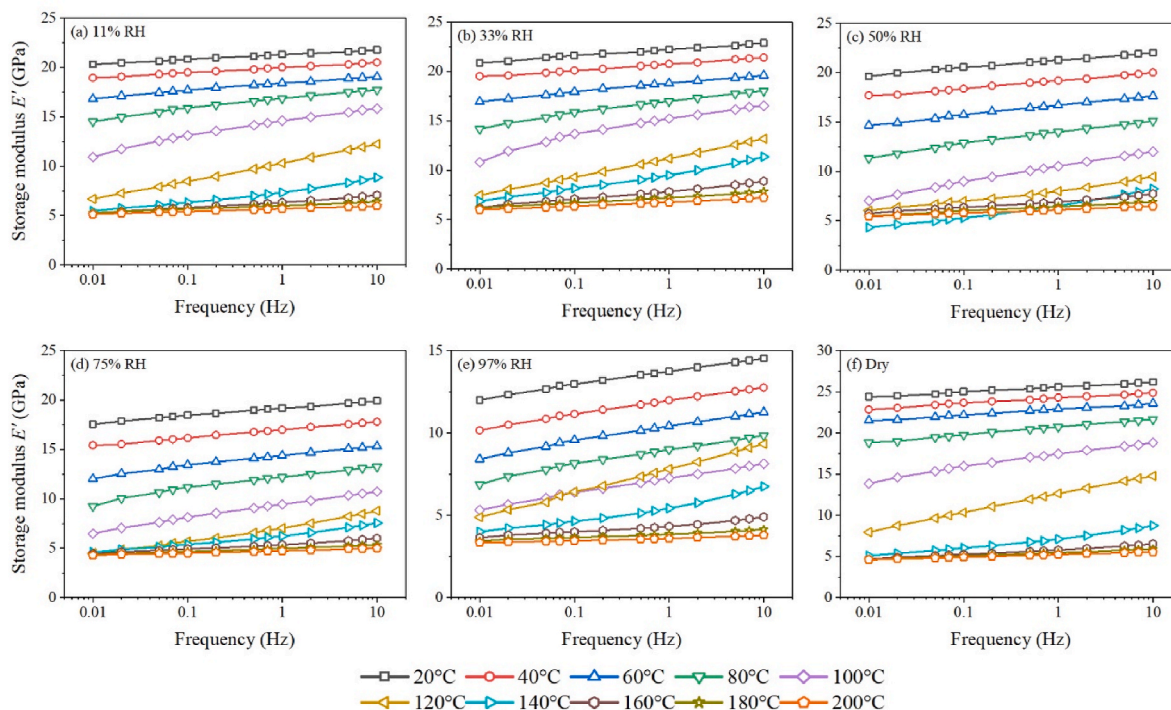 (a) 11% RH
(b) 33% RH
(c) 50% RH
Storage modulus E′ (GPa)
25
20
15
10
5
0
25
20
15
10
5
0
25
20
15
10
5
0
0.01 0.1 1 10
0.01 0.1 1 10
0.01 0.1 1 10
Frequency (Hz)
Frequency (Hz)
Frequency (Hz)
(d) 75% RH
(e) 97% RH
(f) Dry
Storage modulus E′ (GPa)
25
20
15
10
5
0
15
10
5
0
30
25
20
15
10
5
0
0.01 0.1 1 10
0.01 0.1 1 10
0.01 0.1 1 10
Frequency (Hz)
Frequency (Hz)
Frequency (Hz)
20°C 40°C 60°C 80°C 100°C
120°C 140°C 160°C 180°C 200°C